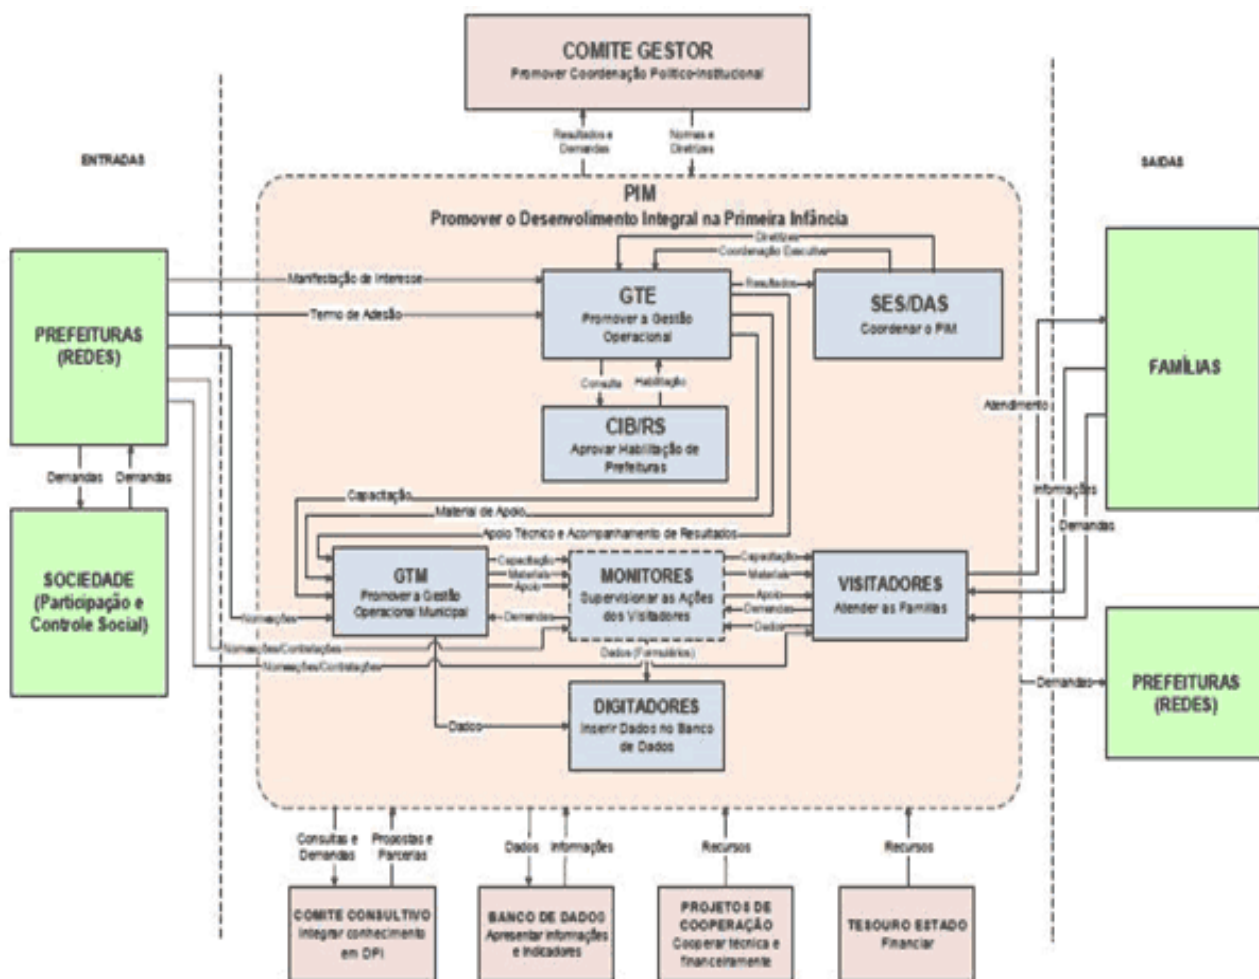 COMITE GESTOR
Promover Coordenação Político-Institucional
Resultados e
Demandas
Normas e
Diretrizes
ENTRADAS
SAIDAS
PIM
Promover o Desenvolimento Integral na Primeira Infância
Diretrizes
Coordenação Executiva
Manifestação de Interesse
Termo de Adesão
GTE
Promover a Gestão
Operacional
Resultados
SES/DAS
Coordenar o PIM
PREFEITURAS
(REDES)
FAMÍLIAS
Consulta
Habilitação
CIB/RS
Aprovar Habilitação de
Prefeituras
Atendimento
Demandas
Demandas
Capacitação
Material de Apoio
Apoio Técnico e Acompanhamento de Resultados
Informações
Demandas
SOCIEDADE
(Participação e
Controle Social)
GTM
Promover a Gestão
Operacional Municipal
Capacitação
Materiais
Apoio
Demandas
MONITORES
Supervisionar as Ações
dos Visitadores
Capacitação
Materiais
Apoio
Demandas
Dados
VISITADORES
Atender as Famílias
Nomeações
Nomeações/Contratações
Nomeações/Contratações
Dados (Formulários)
Dados
DIGITADORES
Inserir Dados no Banco
de Dados
Demandas
PREFEITURAS
(REDES)
Consultas e
Demandas
Propostas e
Parcerias
Dados
Informações
Recursos
Recursos
COMITE CONSULTIVO
Integrar conhecimento
em DPI
BANCO DE DADOS
Apresentar Informações
e Indicadores
PROJETOS DE
COOPERAÇÃO
Cooperar técnica e
financeiramente
TESOURO ESTADO
Financiar